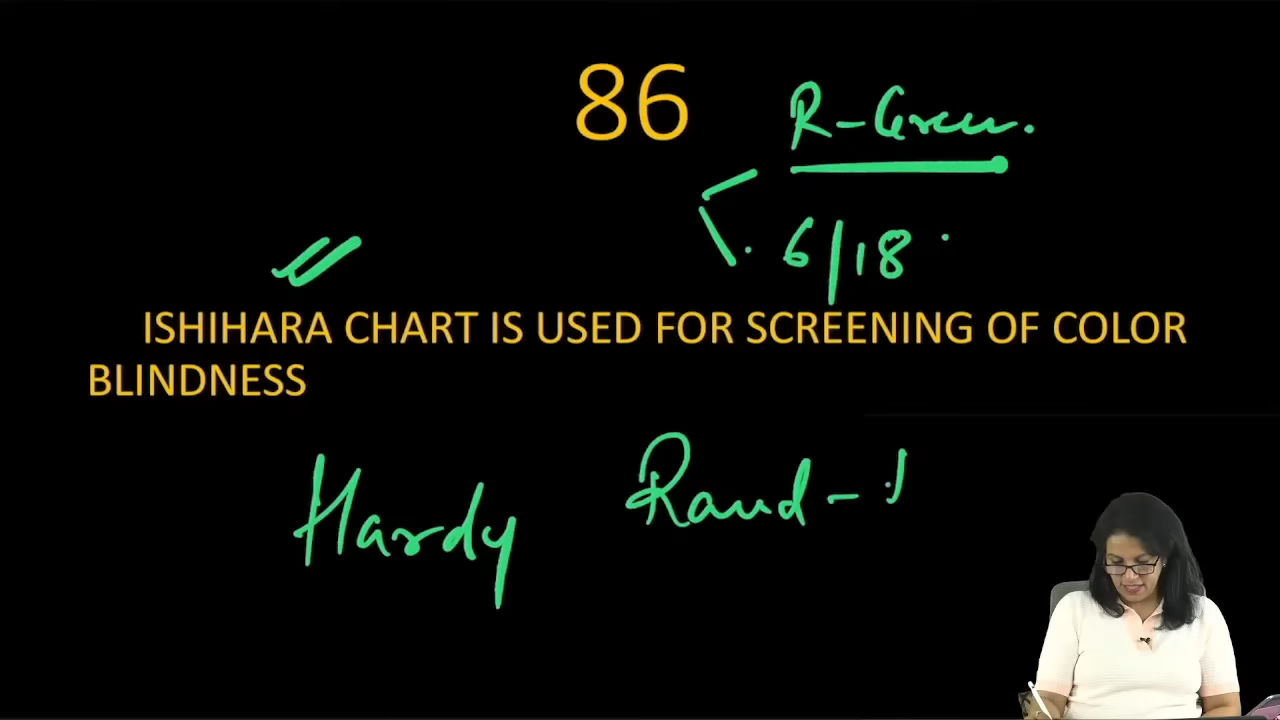 86
R-Green.
6/18
ISHIHARA CHART IS USED FOR SCREENING OF COLOR
BLINDNESS
Hardy Rand-